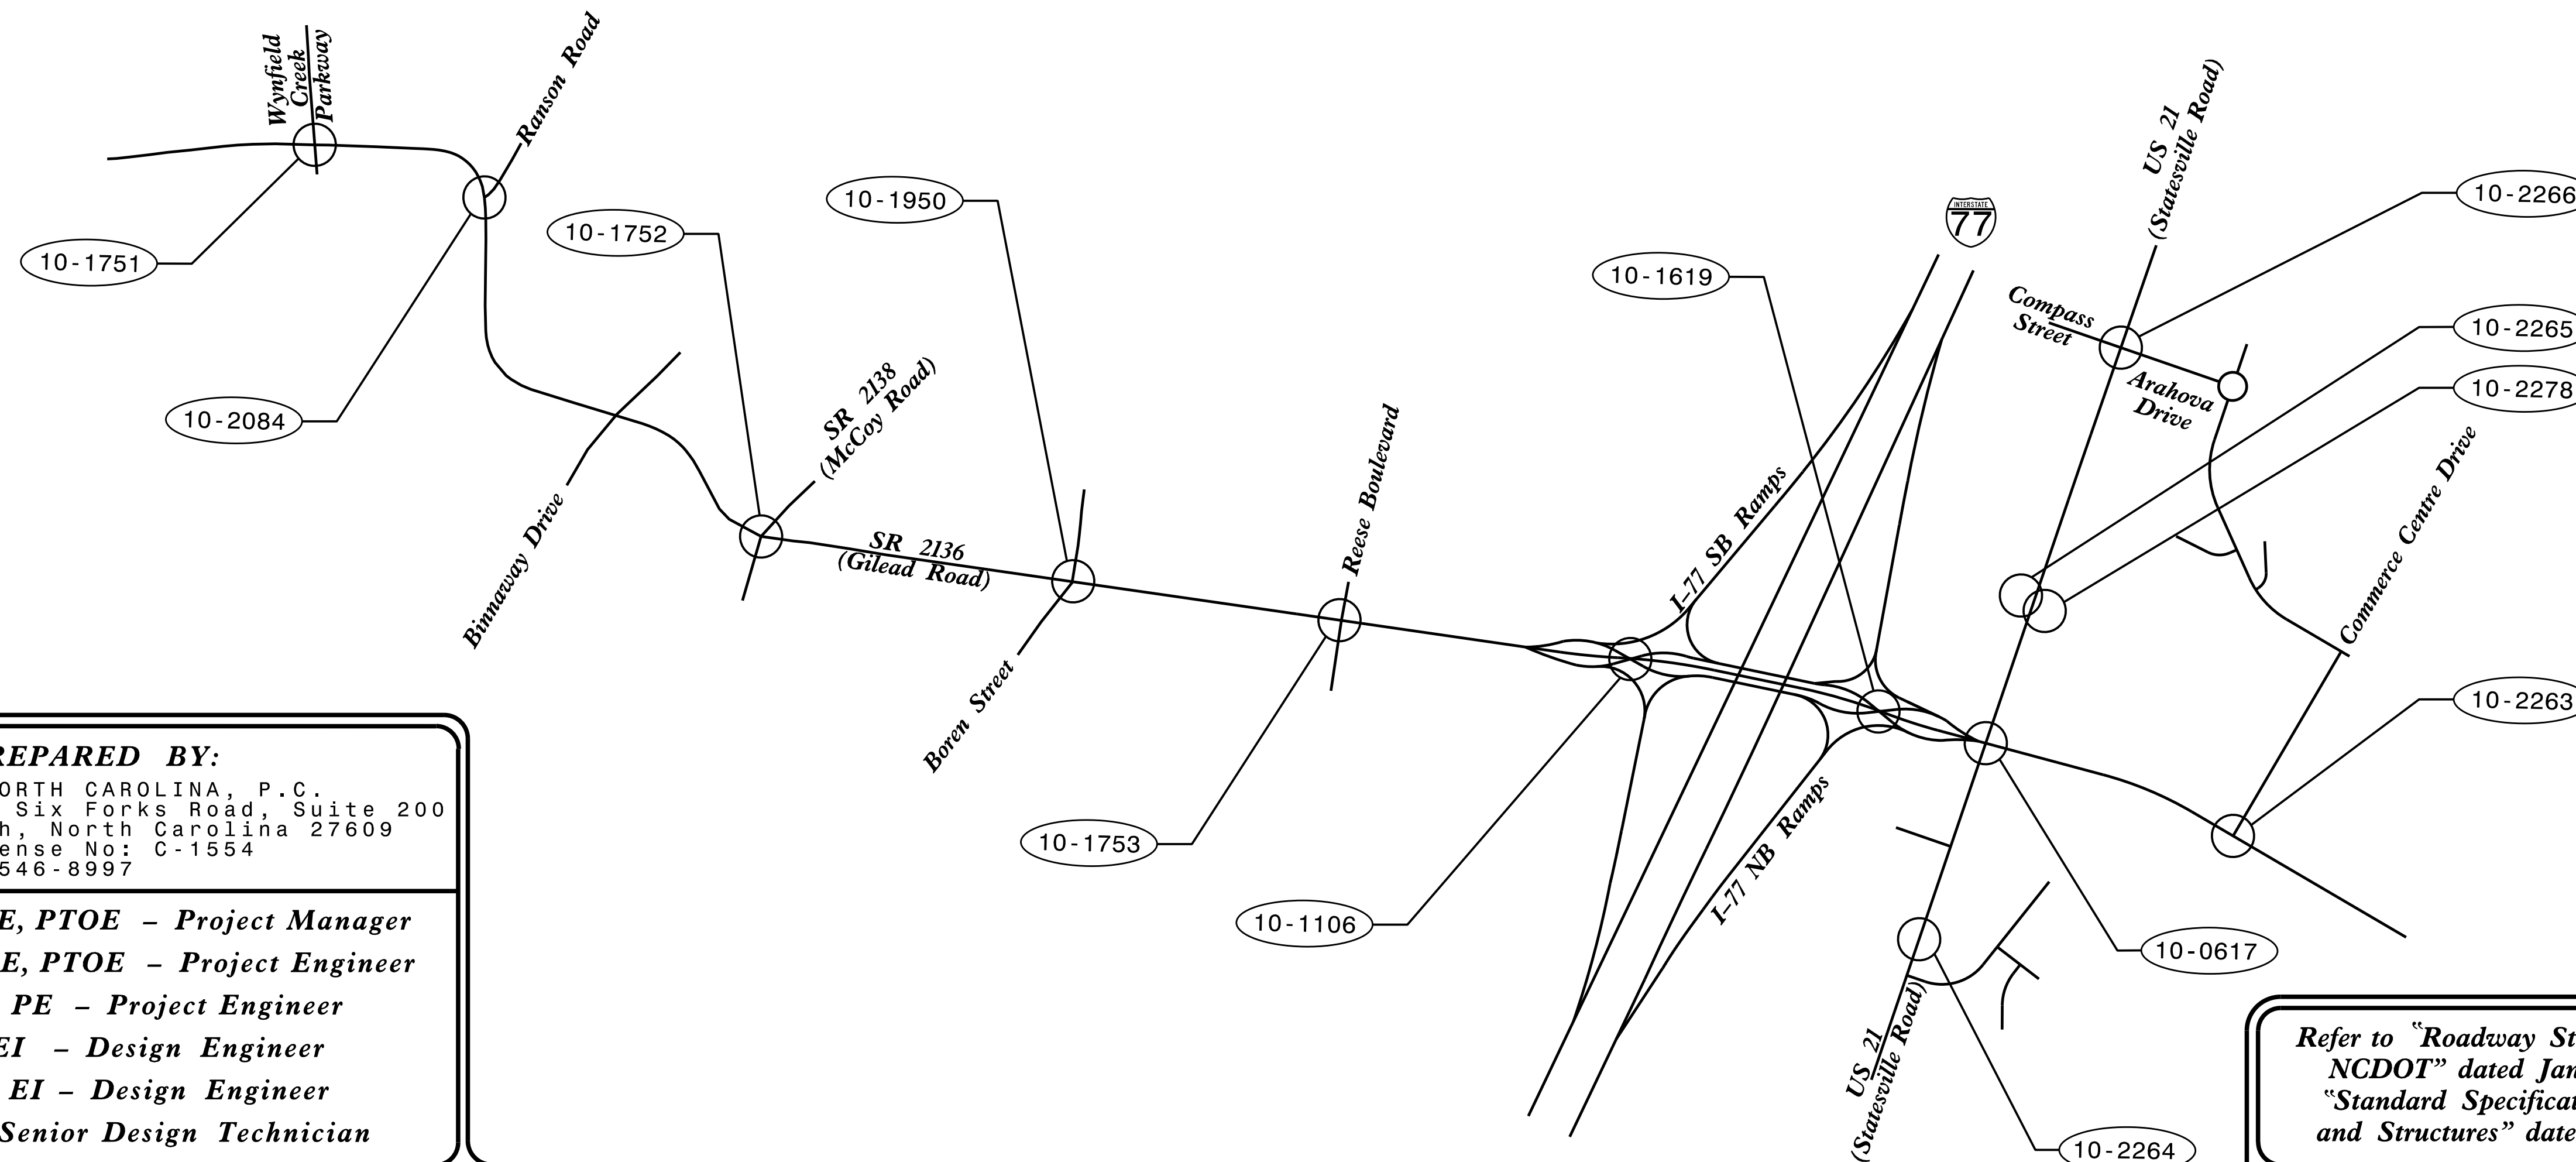 Wynfield
Creek
Parkway
Ranson Road
10-1751
10-2084
10-1752
10-1950
Binnaway Drive
SR 2138
(McCoy Road)
SR 2136
(Gilead Road)
Boren Street
Reese Boulevard
10-1753
10-1106
10-1619
I-77 SB Ramps
I-77 NB Ramps
INTERSTATE
77
US 21
(Statesville Road)
Compass
Street
Arahova
Drive
10-2266
10-2265
10-2278
Commerce Centre Drive
10-2263
10-0617
10-2264
US 21
(Statesville Road)
REPARED BY:
ORTH CAROLINA, P.C.
Six Forks Road, Suite 200
h, North Carolina 27609
ense No: C-1554
546-8997
E, PTOE – Project Manager
E, PTOE – Project Engineer
PE – Project Engineer
EI – Design Engineer
EI – Design Engineer
Senior Design Technician
Refer to “Roadway St
NCDOT” dated Jan
“Standard Specificat
and Structures” date